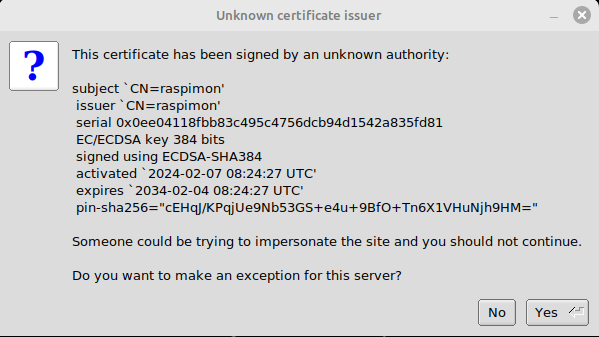 Unknown certificate issuer
This certificate has been signed by an unknown authority:
subject `CN=raspimon'
issuer `CN=raspimon'
serial 0x0ee04118fbb83c495c4756dcb94d1542a835fd81
EC/ECDSA key 384 bits
signed using ECDSA-SHA384
activated `2024-02-07 08:24:27 UTC'
expires `2034-02-04 08:24:27 UTC'
pin-sha256="cEHqJ/KPqjUe9Nb53GS+e4u+9BfO+Tn6X1VHuNjh9HM="
Someone could be trying to impersonate the site and you should not continue.
Do you want to make an exception for this server?
No
Yes